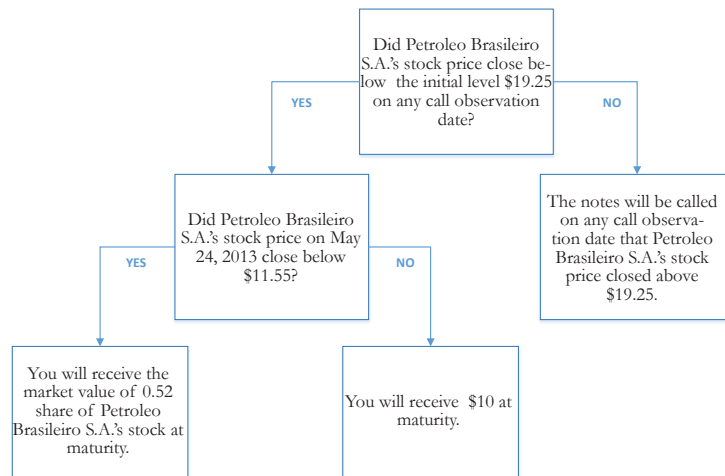 Did Petroleo Brasileiro
S.A.'s stock price close be-
low the initial level $19.25
on any call observation
date?
YES
NO
Did Petroleo Brasileiro
S.A.'s stock price on May
24, 2013 close below
$11.55?
The notes will be called
on any call observa-
tion date that Petroleo
Brasileiro S.A.'s stock
price closed above
$19.25.
YES
NO
You will receive the
market value of 0.52
share of Petroleo
Brasileiro S.A.'s stock at
maturity.
You will receive $10 at
maturity.